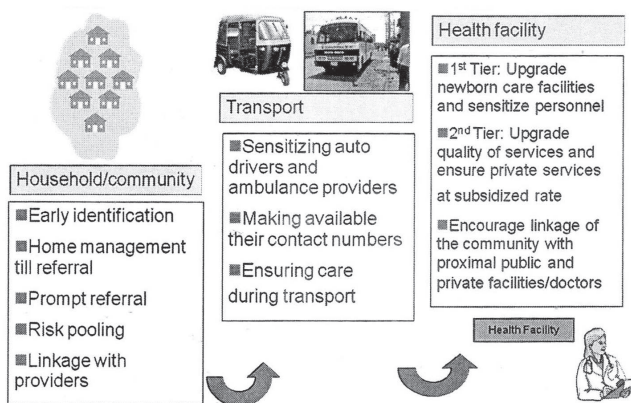 Household/community
■Early identification
■Home management
till referral
■Prompt referral
■Risk pooling
■Linkage with
providers
Transport
■Sensitizing auto
drivers and
ambulance providers
■Making available
their contact numbers
■Ensuring care
during transport
Health facility
■1st Tier: Upgrade
newborn care facilities
and sensitize personnel
■2nd Tier: Upgrade
quality of services and
ensure private services
at subsidized rate
■Encourage linkage of
the community with
proximal public and
private facilities/doctors
Health Facility